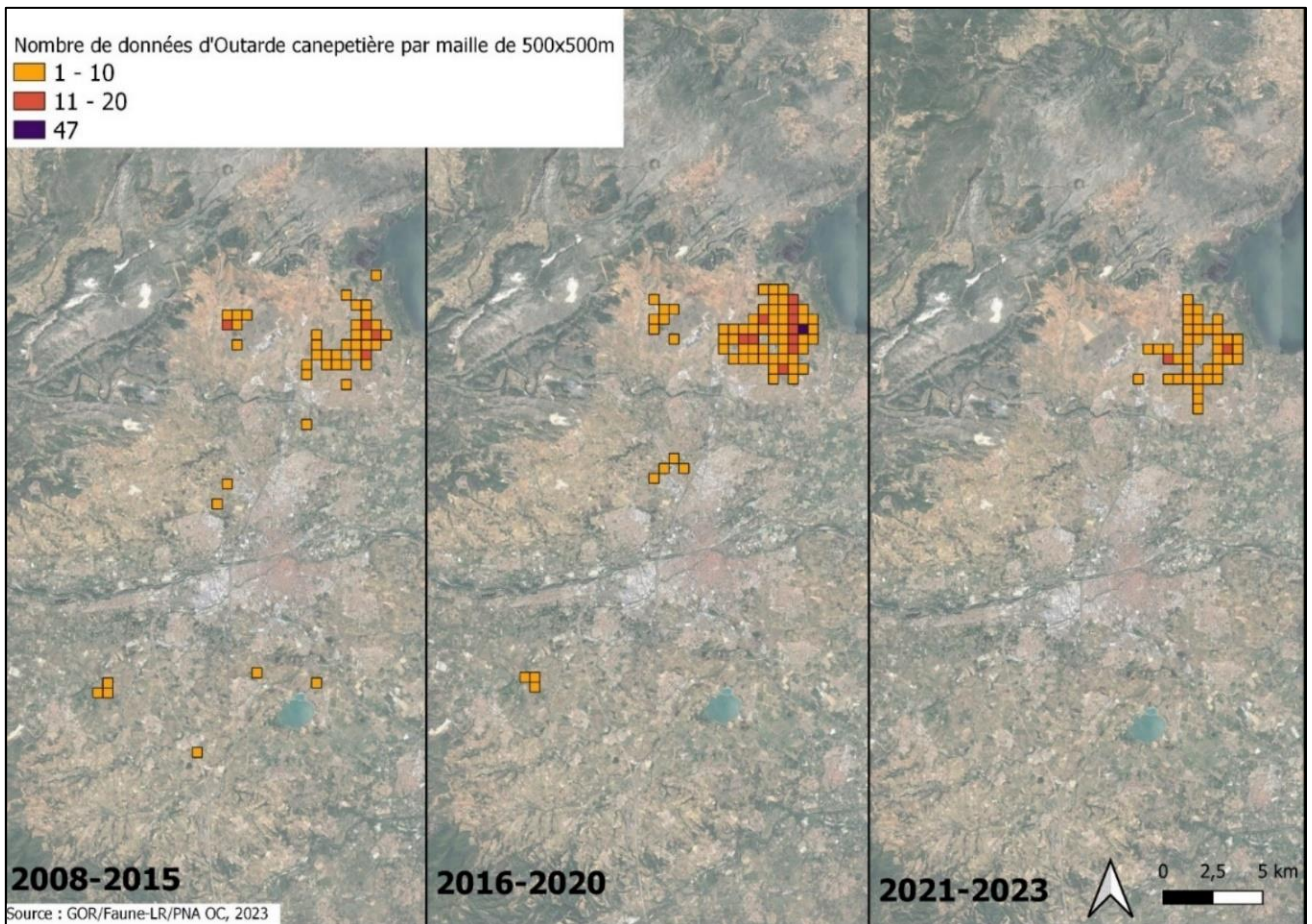 Nombre de données d'Outarde canepetière par maille de 500x500m
1 - 10
11 - 20
47
2008-2015
2016-2020
2021-2023
0 2,5 5 km
Source : GOR/Faune-LR/PNA OC, 2023